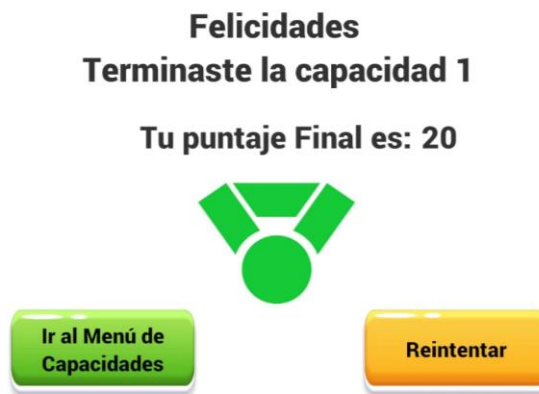 Felicidades
Terminaste la capacidad 1
Tu puntaje Final es: 20
Ir al Menú de
Capacidades
Reintentar